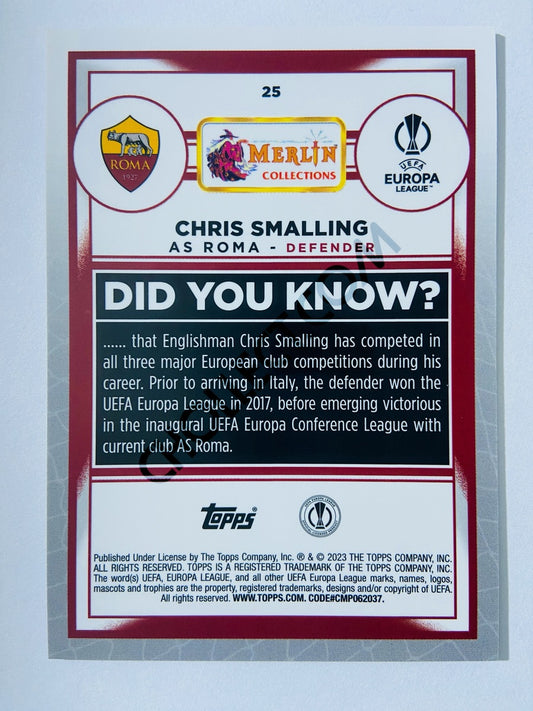 25
ROMA
1927
MERLIN
COLLECTIONS
UEFA
EUROPA
LEAGUE™
CHRIS SMALLING
AS ROMA - DEFENDER
DID YOU KNOW?
...... that Englishman Chris Smalling has competed in
all three major European club competitions during his
career. Prior to arriving in Italy, the defender won the
UEFA Europa League in 2017, before emerging victorious
in the inaugural UEFA Europa Conference League with
current club AS Roma.
topps®
Published Under License by The Topps Company, Inc. ® & © 2023 THE TOPPS COMPANY, INC.
ALL RIGHTS RESERVED. TOPPS IS A REGISTERED TRADEMARK OF THE TOPPS COMPANY, INC.
The word(s) UEFA, EUROPA LEAGUE, and all other UEFA Europa League marks, names, logos,
mascots and trophies are the property, registered trademarks, designs and/or copyright of UEFA.
All rights reserved. WWW.TOPPS.COM. CODE#CMP062037.